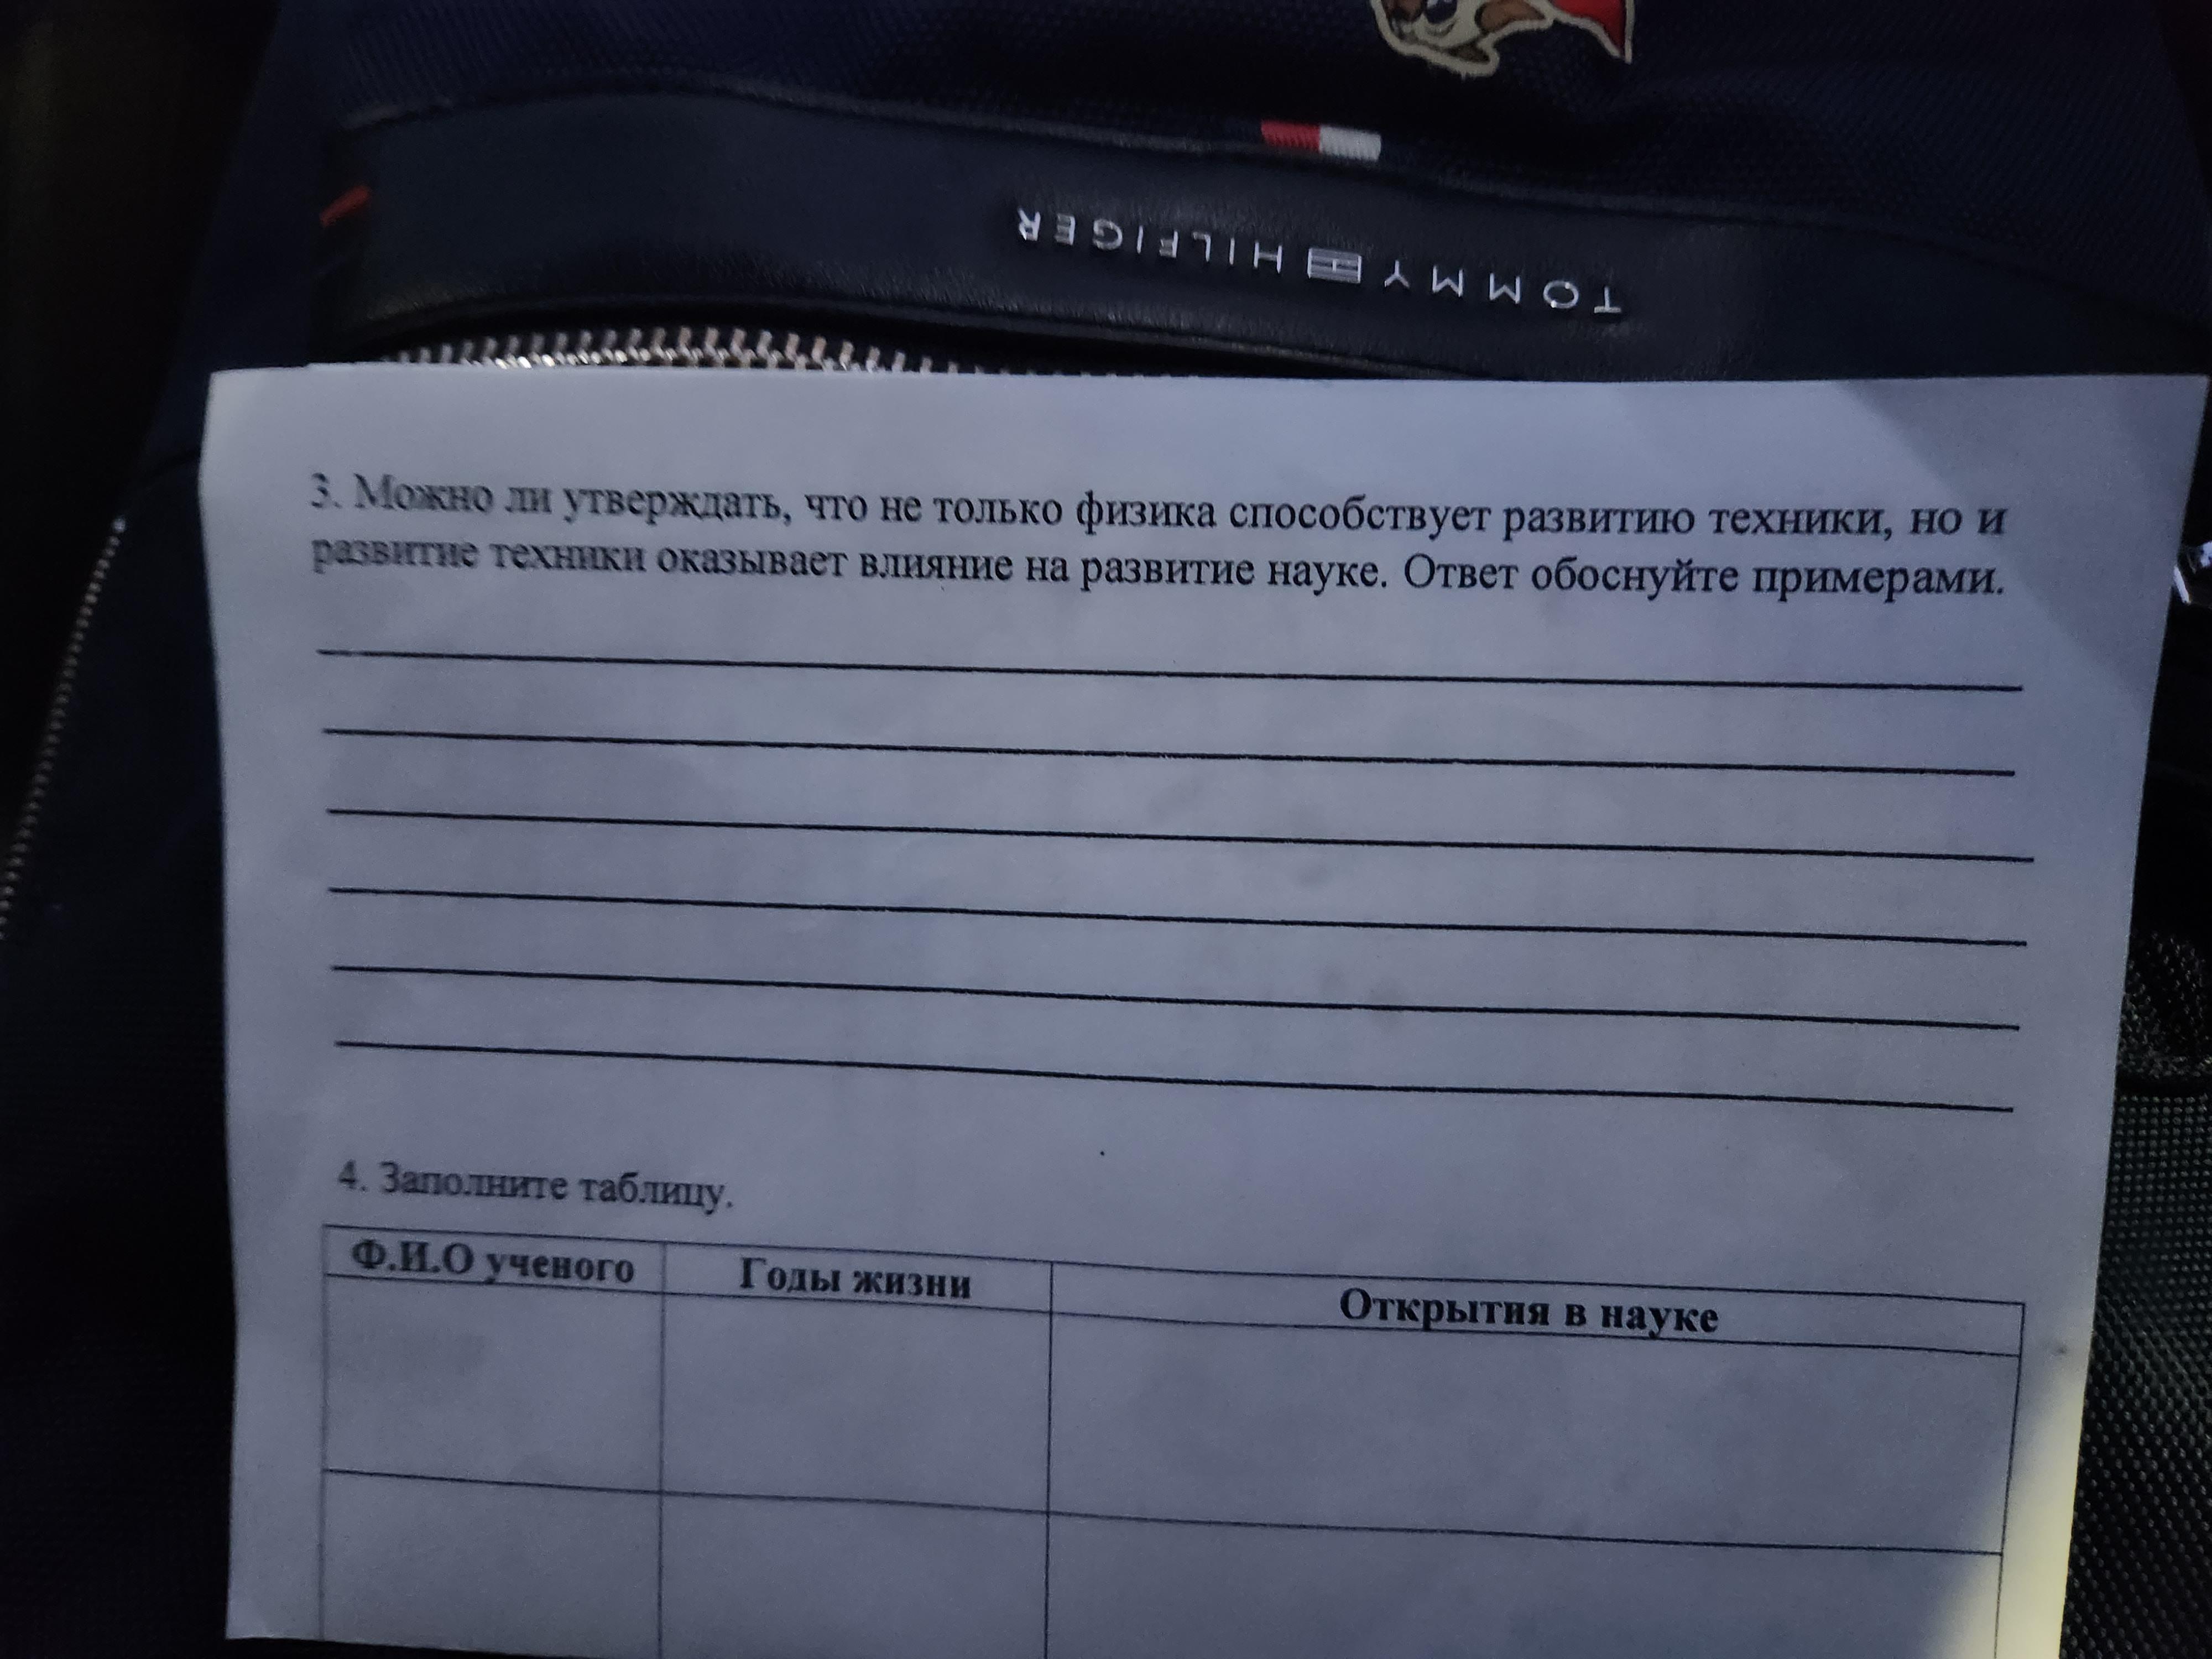 TOMMY HILFIGER
3. Можно ли утверждать, что не только физика способствует развитию техники, но и
развитие техники оказывает влияние на развитие науке. Ответ обоснуйте примерами.
4. Заполните таблицу.
Ф.И.О ученого
Годы жизни
Открытия в науке